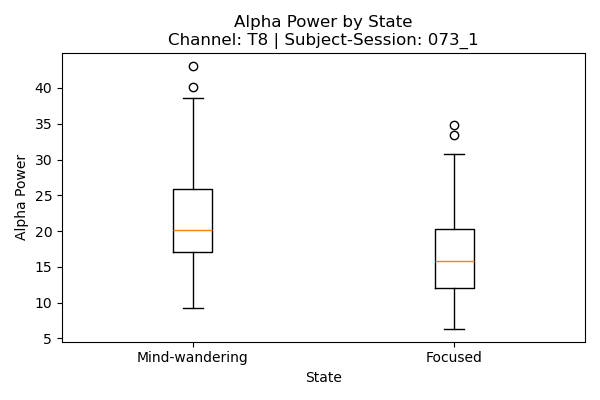 Alpha Power by State
Channel: T8 | Subject-Session: 073_1
Alpha Power
40
35
30
25
20
15
10
5
Mind-wandering
Focused
State